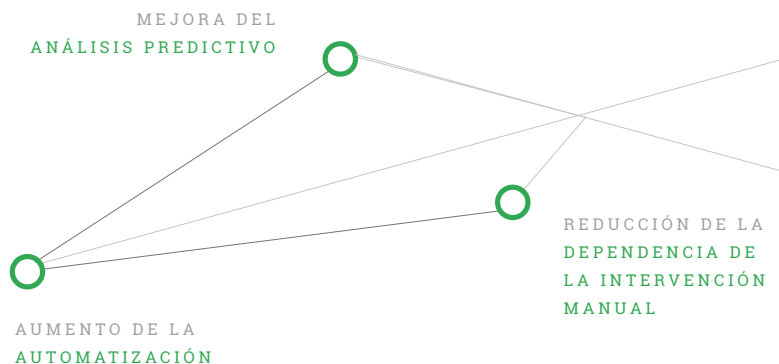 MEJORA DEL
ANÁLISIS PREDICTIVO
REDUCCIÓN DE LA
DEPENDENCIA DE
LA INTERVENCIÓN
MANUAL
AUMENTO DE LA
AUTOMATIZACIÓN